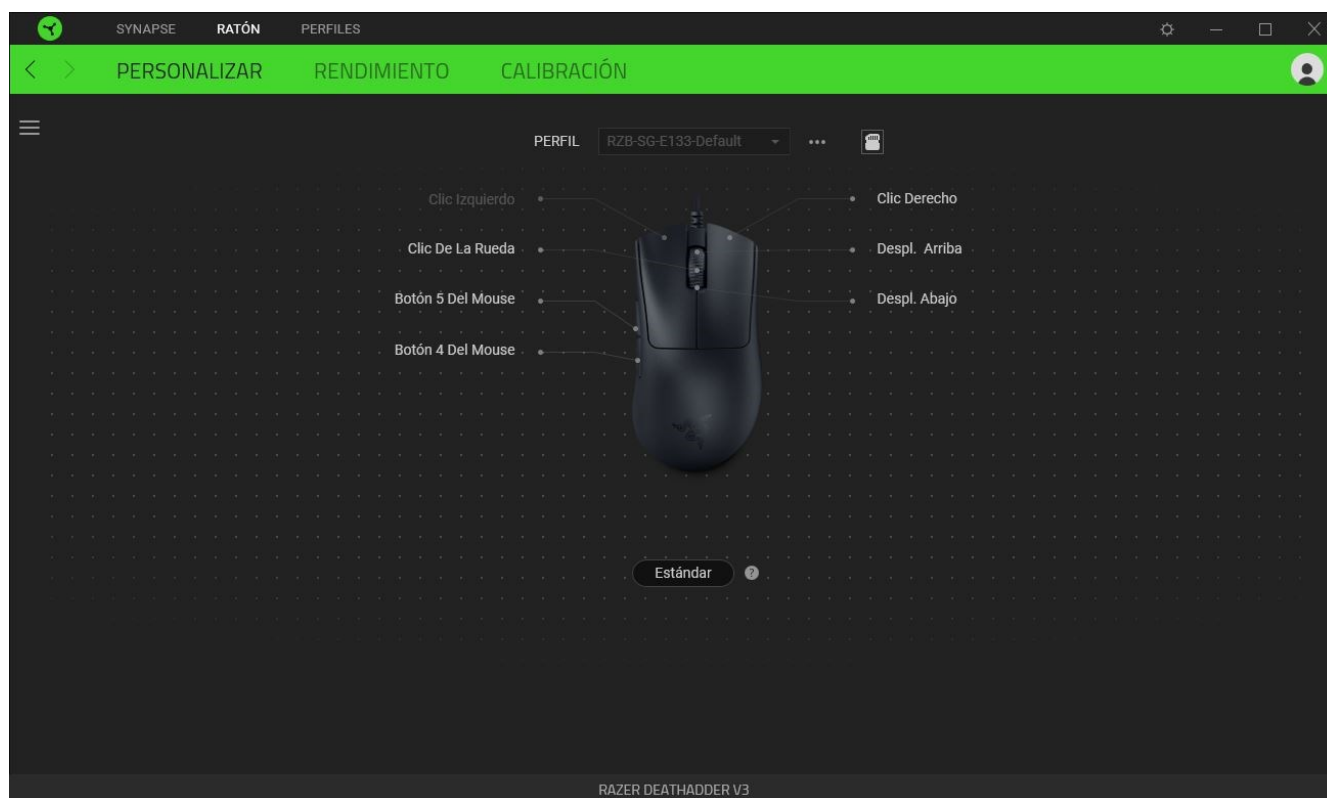 SYNAPSE RATÓN PERFILES
PERSONALIZAR RENDIMIENTO CALIBRACIÓN
PERFIL RZB-SG-E133-Default
Clic Izquierdo Clic Derecho
Clic De La Rueda Despl. Arriba
Botón 5 Del Mouse Despl. Abajo
Botón 4 Del Mouse
Estándar ?
RAZER DEATHADDER V3